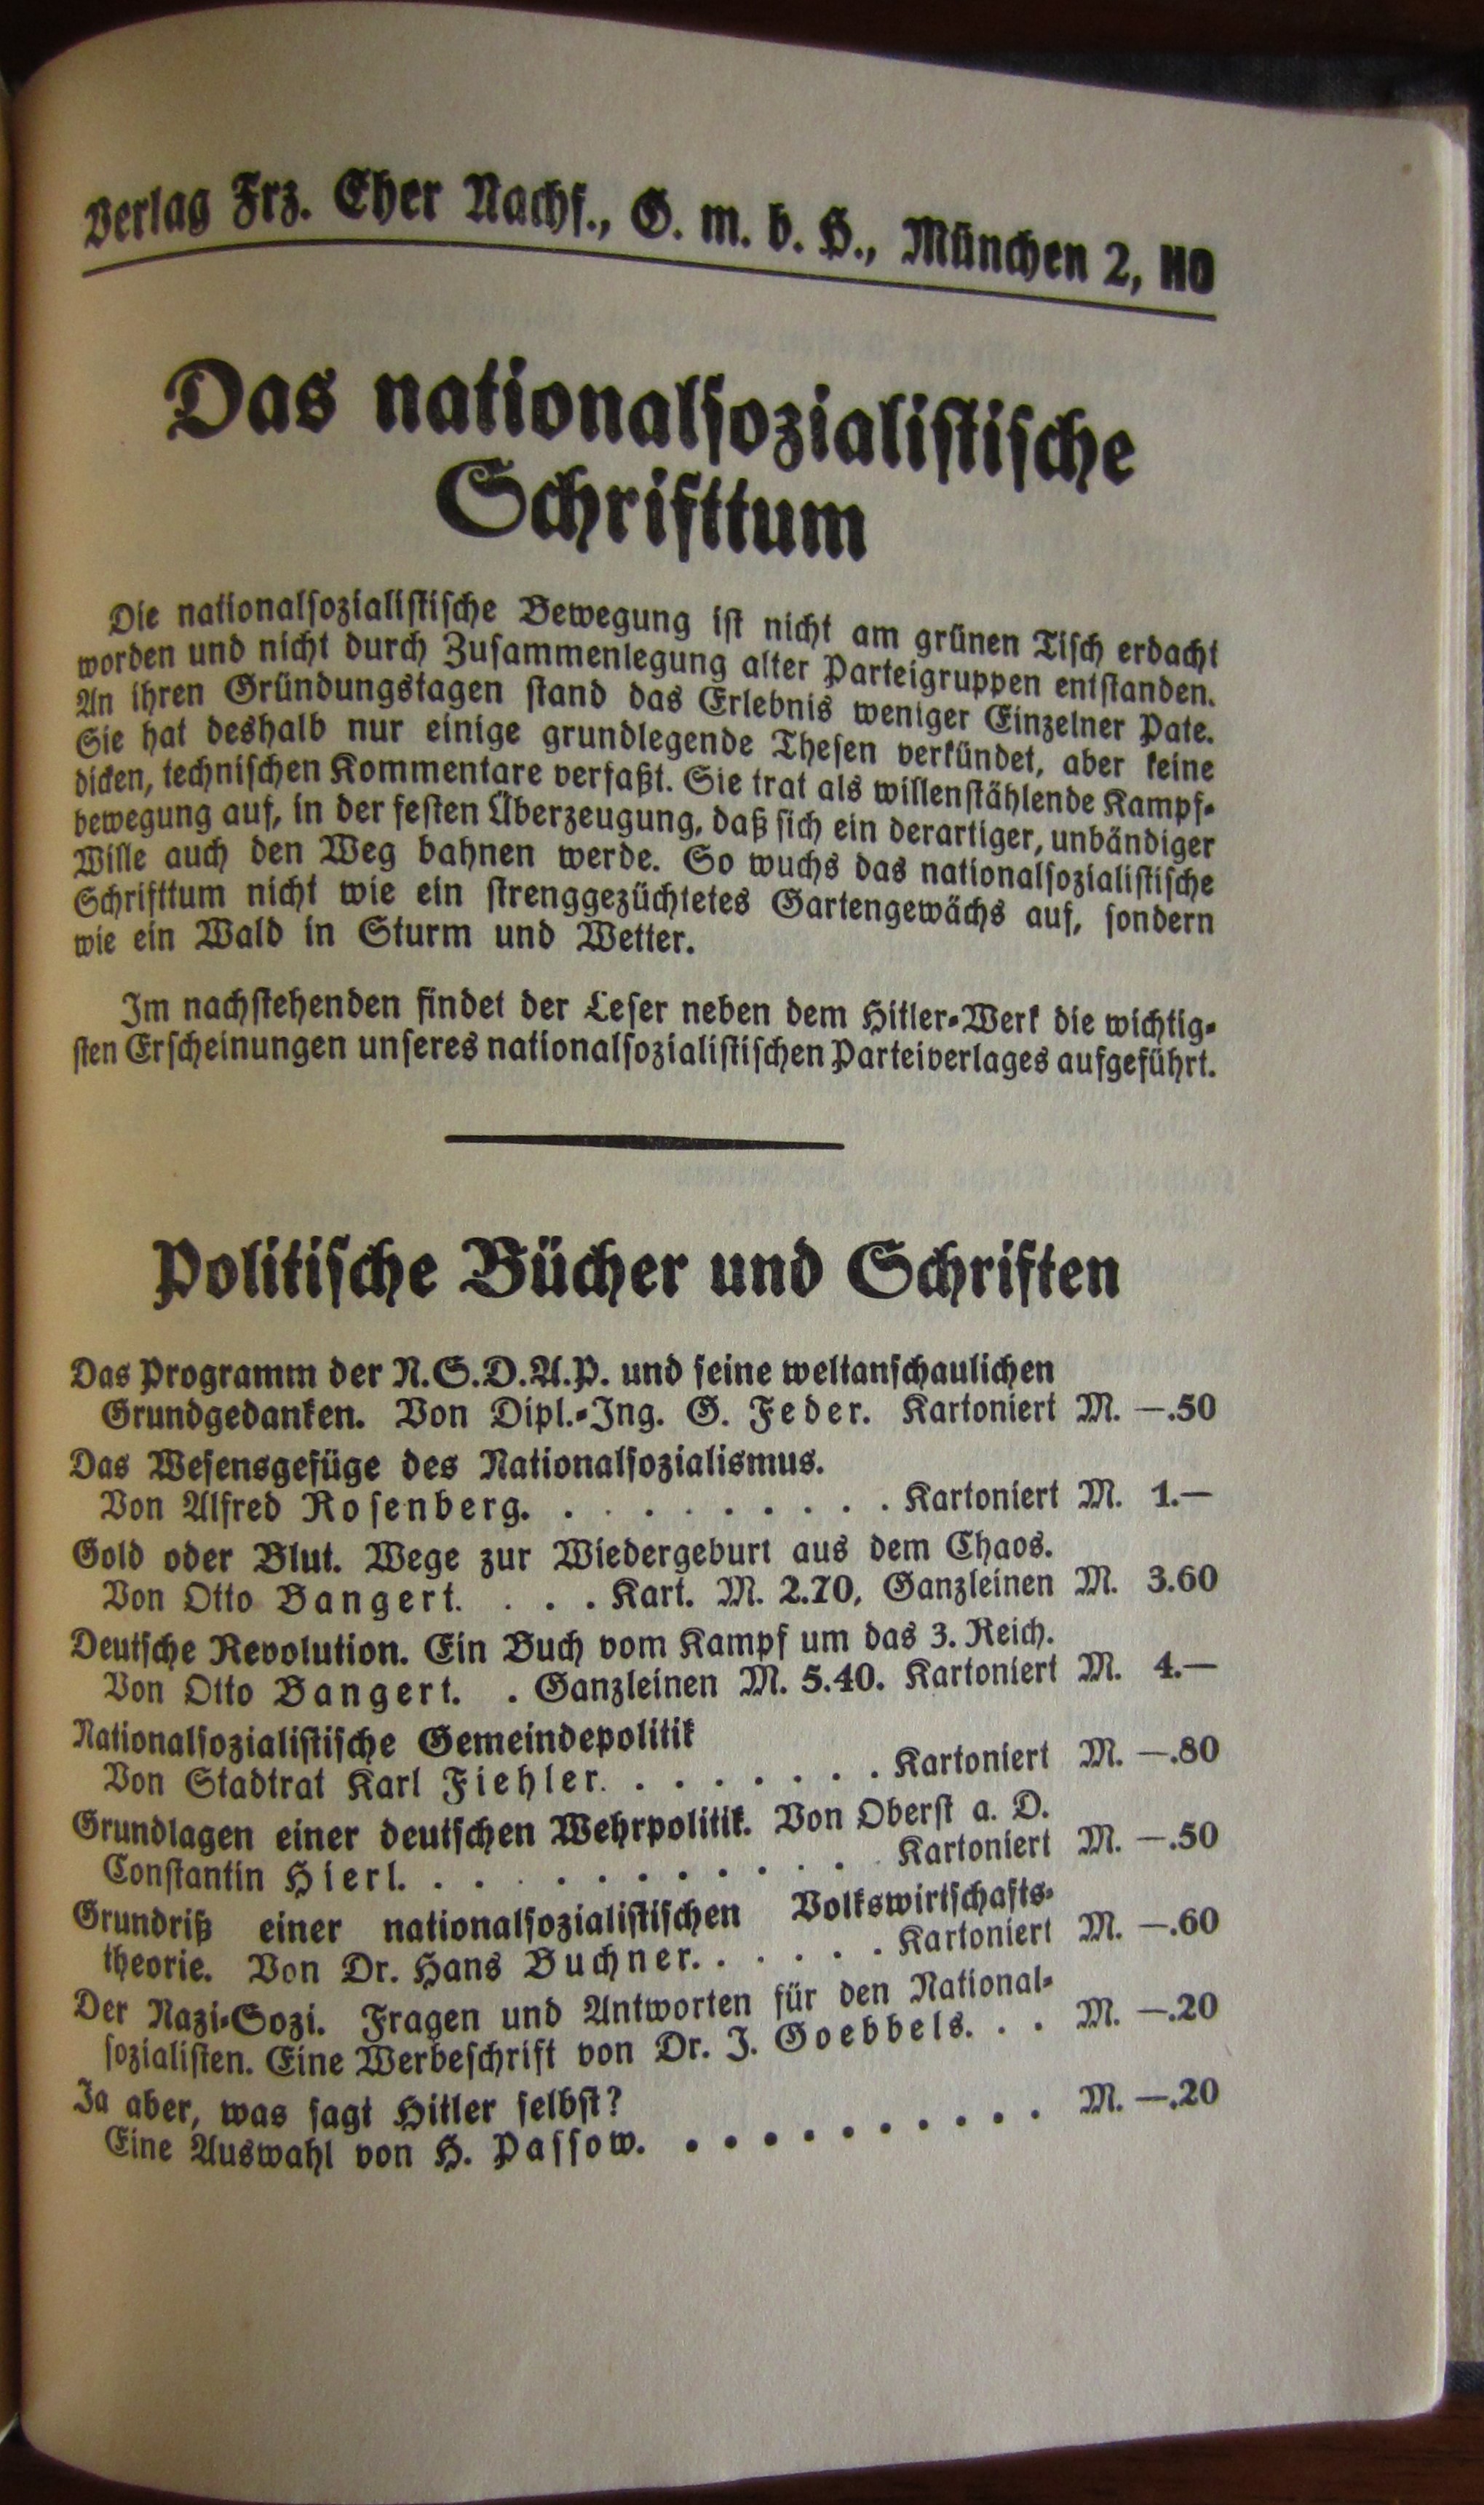 Verlag Frz. Eher Nachf., G. m. b. H., München 2, NO
Das nationalsozialistische
Schrifttum
Die nationalsozialistische Bewegung ist nicht am grünen Tisch erdacht
worden und nicht durch Zusammenlegung alter Parteigruppen entstanden.
An ihren Gründungstagen stand das Erlebnis weniger Einzelner Pate.
Sie hat deshalb nur einige grundlegende Thesen verkündet, aber keine
dicken, technischen Kommentare verfaßt. Sie trat als willenstählende Kampf-
bewegung auf, in der festen Überzeugung, daß sich ein derartiger, unbändiger
Wille auch den Weg bahnen werde. So wuchs das nationalsozialistische
Schrifttum nicht wie ein strenggezüchtetes Gartengewächs auf, sondern
wie ein Wald in Sturm und Wetter.
Im nachstehenden findet der Leser neben dem Hitler-Werk die wichtig-
sten Erscheinungen unseres nationalsozialistischen Parteiverlages aufgeführt.
Politische Bücher und Schriften
Das Programm der N.S.D.A.P. und seine weltanschaulichen
Grundgedanken. Von Dipl.-Ing. G. Feder. Kartoniert M. —.50
Das Wesensgefüge des Nationalsozialismus.
Von Alfred Rosenberg. . . . . . . . . . Kartoniert M. 1.—
Gold oder Blut. Wege zur Wiedergeburt aus dem Chaos.
Von Otto Bangert. . . . Kart. M. 2.70, Ganzleinen M. 3.60
Deutsche Revolution. Ein Buch vom Kampf um das 3. Reich.
Von Otto Bangert. . Ganzleinen M. 5.40. Kartoniert M. 4.—
Nationalsozialistische Gemeindepolitik
Von Stadtrat Karl Fiehler. . . . . . . . Kartoniert M. —.80
Grundlagen einer deutschen Wehrpolitik. Von Oberst a. D.
Constantin Hierl. . . . . . . . . . . . . Kartoniert M. —.50
Grundriß einer nationalsozialistischen Volkswirtschafts-
theorie. Von Dr. Hans Buchner. . . . . . Kartoniert M. —.60
Der Nazi-Sozi. Fragen und Antworten für den National-
sozialisten. Eine Werbeschrift von Dr. J. Goebbels. . . M. —.20
Ja aber, was sagt Hitler selbst?
Eine Auswahl von H. Passow. . . . . . . . . . . M. —.20